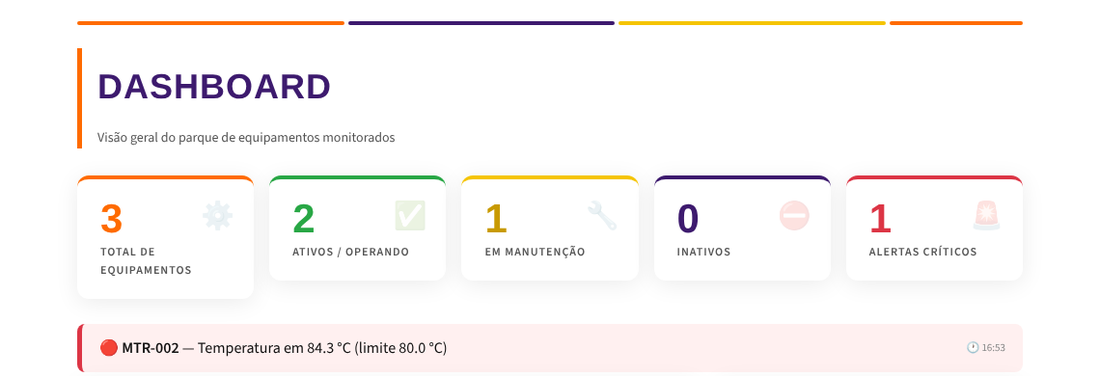 DASHBOARD
Visão geral do parque de equipamentos monitorados
3
TOTAL DE
EQUIPAMENTOS
2
ATIVOS / OPERANDO
1
EM MANUTENÇÃO
0
INATIVOS
1
ALERTAS CRÍTICOS
MTR-002 — Temperatura em 84.3 °C (limite 80.0 °C)
16:53